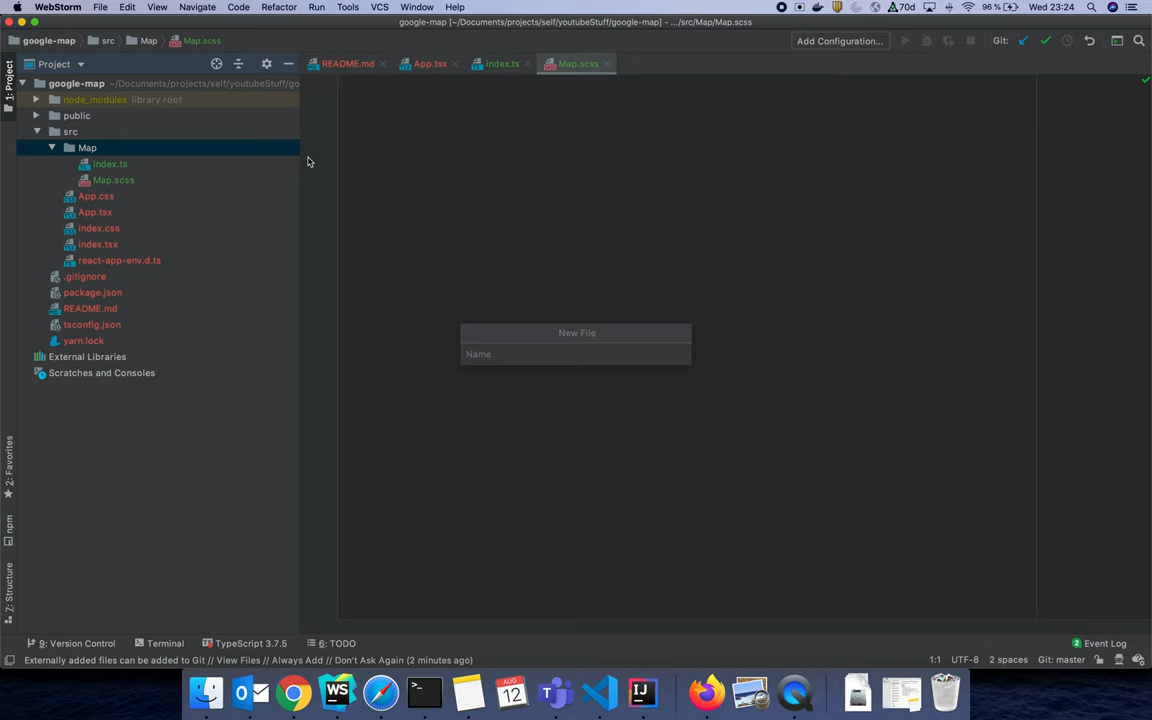 WebStorm File Edit View Navigate Code Refactor Run Tools VCS Window Help 70d 96 % Wed 23:24
google-map [~/Documents/projects/self/youtubeStuff/google-map] - .../src/Map/Map.scss
google-map src Map Map.scss Add Configuration... Git:
Project README.md App.tsx index.ts Map.scss
1: Project
google-map ~/Documents/projects/self/youtubeStuff/go
node_modules library root
public
src
Map
index.ts
Map.scss
App.css
App.tsx
index.css
index.tsx
react-app-env.d.ts
.gitignore
package.json
README.md
tsconfig.json
yarn.lock
External Libraries
Scratches and Consoles
New File
Name
2: Favorites
npm
7: Structure
9: Version Control Terminal TypeScript 3.7.5 6: TODO 2 Event Log
Externally added files can be added to Git // View Files // Always Add // Don't Ask Again (2 minutes ago) 1:1 UTF-8 2 spaces Git: master
WS AUG 12 IJ